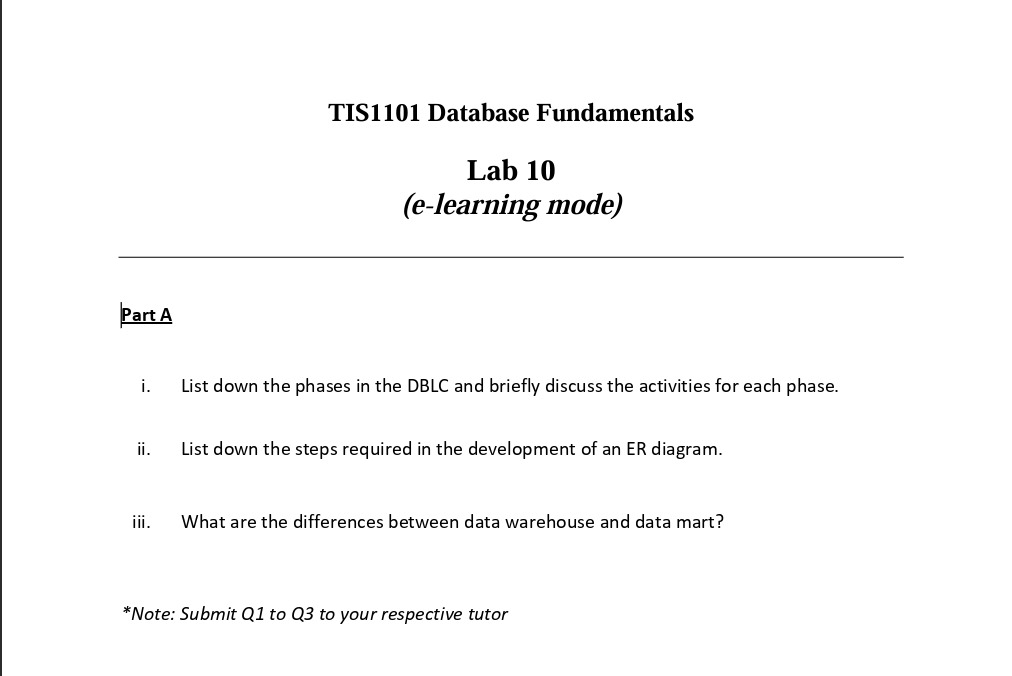 TIS1101 Database Fundamentals
Lab 10
(e-learning mode)
Part A
i. List down the phases in the DBLC and briefly discuss the activities for each phase.
ii. List down the steps required in the development of an ER diagram.
iii. What are the differences between data warehouse and data mart?
*Note: Submit Q1 to Q3 to your respective tutor